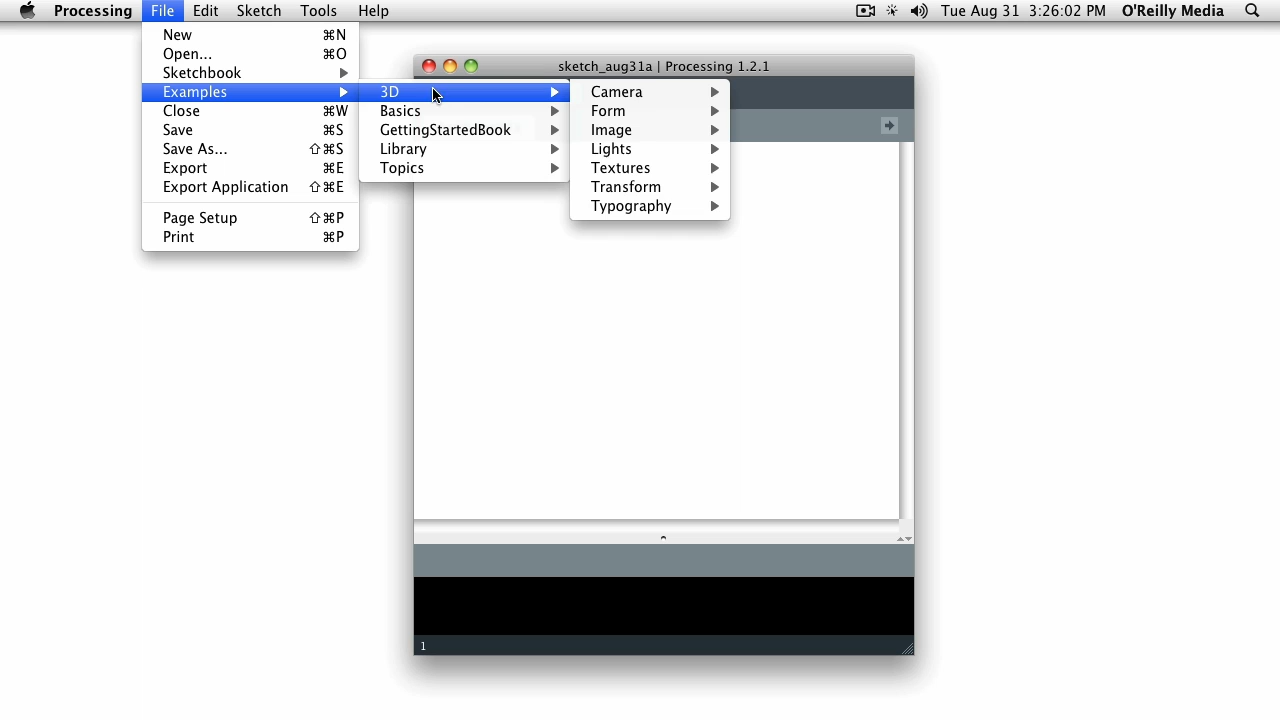 Processing File Edit Sketch Tools Help Tue Aug 31 3:26:02 PM O'Reilly Media
New ⌘N
Open... ⌘O
Sketchbook
Examples
Close ⌘W
Save ⌘S
Save As... ⇧⌘S
Export ⌘E
Export Application ⇧⌘E
Page Setup ⇧⌘P
Print ⌘P
3D
Basics
GettingStartedBook
Library
Topics
Camera
Form
Image
Lights
Textures
Transform
Typography
sketch_aug31a | Processing 1.2.1
1